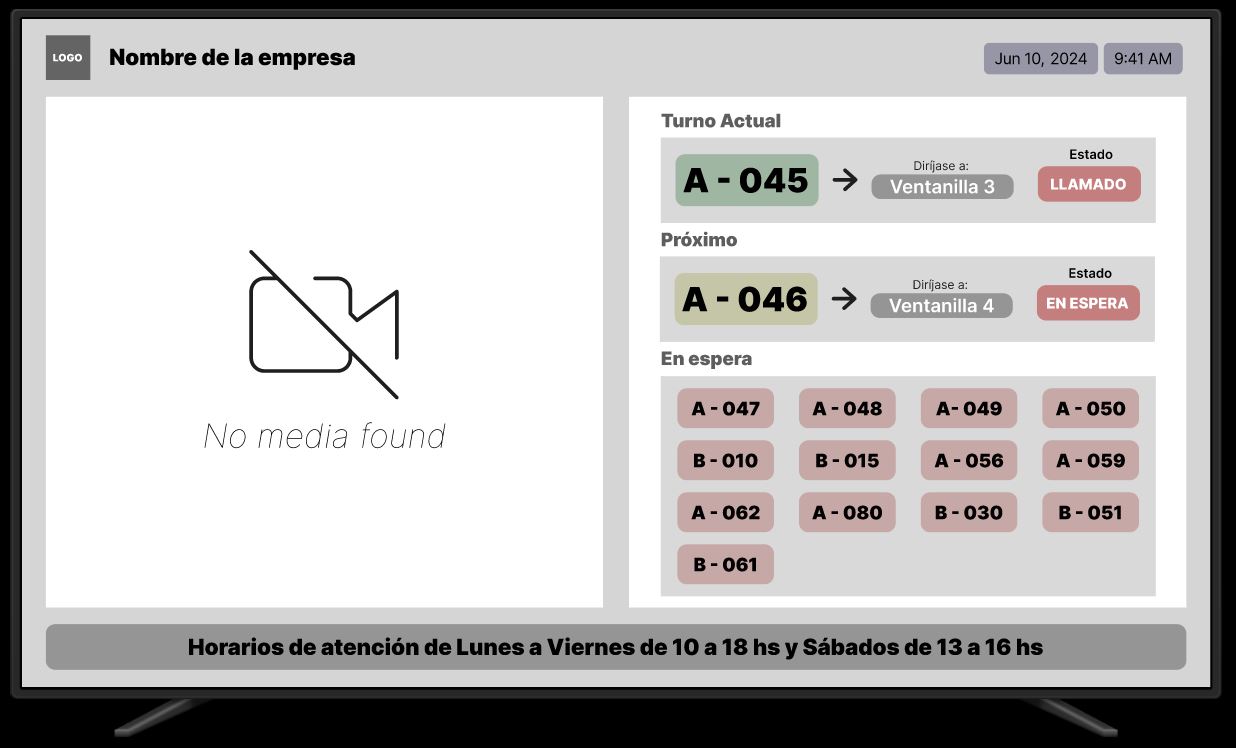 LOGO
Nombre de la empresa
Jun 10, 2024
9:41 AM
No media found
Turno Actual
A - 045
Diríjase a:
Ventanilla 3
Estado
LLAMADO
Próximo
A - 046
Diríjase a:
Ventanilla 4
Estado
EN ESPERA
En espera
A - 047 A - 048 A- 049 A - 050
B - 010 B - 015 A - 056 A - 059
A - 062 A - 080 B - 030 B - 051
B - 061
Horarios de atención de Lunes a Viernes de 10 a 18 hs y Sábados de 13 a 16 hs